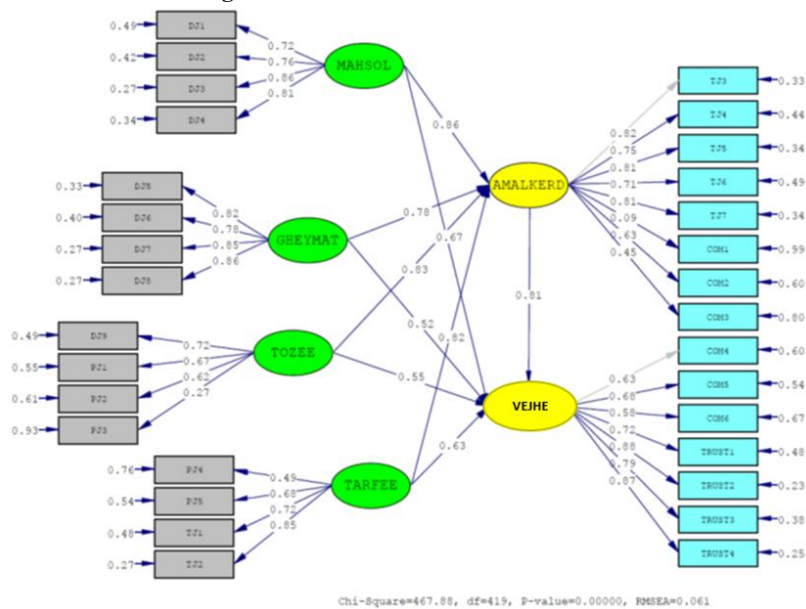 0.49 DJ1 0.72
0.42 DJ2 0.76
0.27 DJ3 0.86
0.34 DJ4 0.81
MAHSOL
0.33 DJ5 0.82
0.40 DJ6 0.78
0.27 DJ7 0.85
0.27 DJ8 0.86
GHEYMAT
0.49 DJ9 0.72
0.55 PJ1 0.67
0.61 PJ2 0.62
0.93 PJ3 0.27
TOZEE
0.76 PJ4 0.49
0.54 PJ5 0.68
0.48 TJ1 0.72
0.27 TJ2 0.85
TARFEE
0.86
0.78
0.67
0.83
0.52
0.82
0.55
0.63
AMALKERD
0.81
VEJHE
0.82 TJ3 0.33
0.75 TJ4 0.44
0.81 TJ5 0.34
0.71 TJ6 0.49
0.81 TJ7 0.34
0.09 COM1 0.99
0.63 COM2 0.60
0.45 COM3 0.80
0.63 COM4 0.60
0.68 COM5 0.54
0.58 COM6 0.67
0.72 TRUST1 0.48
0.88 TRUST2 0.23
0.79 TRUST3 0.38
0.87 TRUST4 0.25
Chi-Square=467.88, df=419, P-value=0.00000, RMSEA=0.061